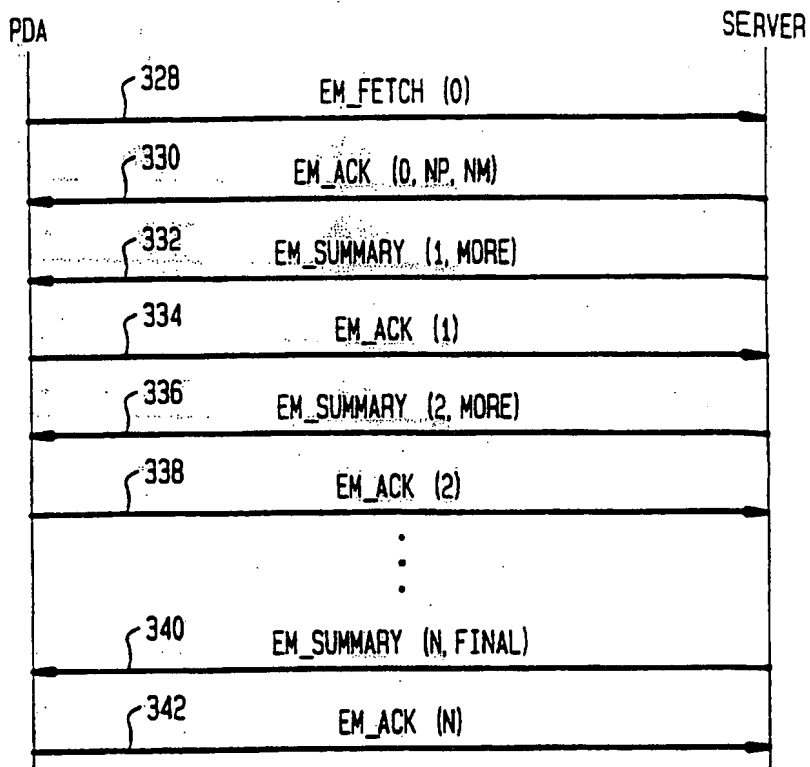 PDA SERVER
328 EM_FETCH (0)
330 EM_ACK (0, NP, NM)
332 EM_SUMMARY (1, MORE)
334 EM_ACK (1)
336 EM_SUMMARY (2, MORE)
338 EM_ACK (2)
340 EM_SUMMARY (N, FINAL)
342 EM_ACK (N)